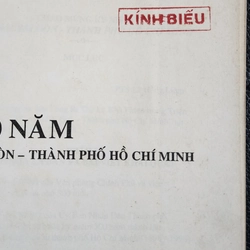 KÍNH BIẾU
NĂM
– THÀNH PHỐ HỒ CHÍ MINH